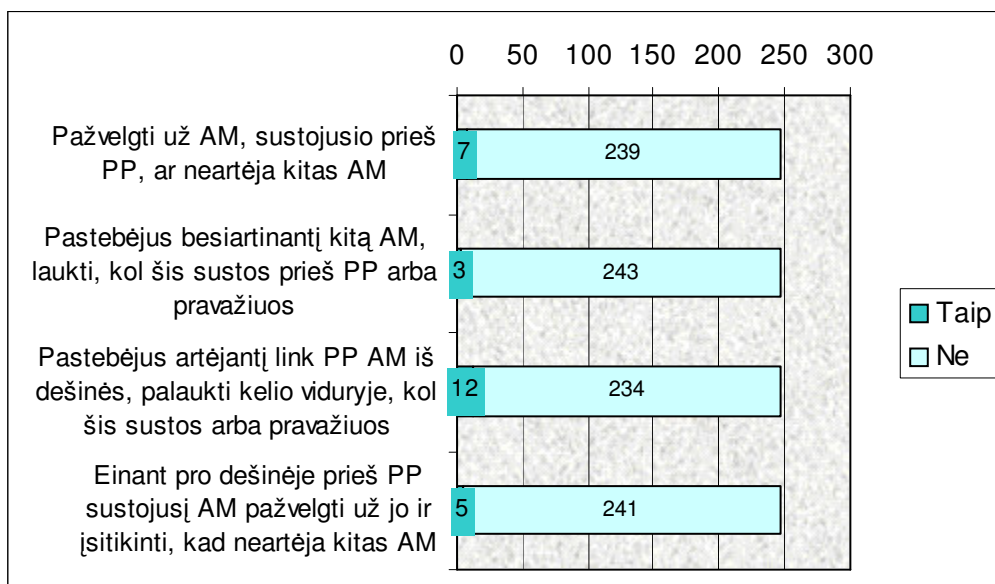 0 50 100 150 200 250 300
Pažvelgti už AM, sustojusio prieš
PP, ar neartėja kitas AM
7 239
Pastebėjus besiartinantį kitą AM,
laukti, kol šis sustos prieš PP arba
pravažiuos
3 243
Pastebėjus artėjantį link PP AM iš
dešinės, palaukti kelio viduryje, kol
šis sustos arba pravažiuos
12 234
Einant pro dešinėje prieš PP
sustojusį AM pažvelgti už jo ir
įsitikinti, kad neartėja kitas AM
5 241
Taip
Ne